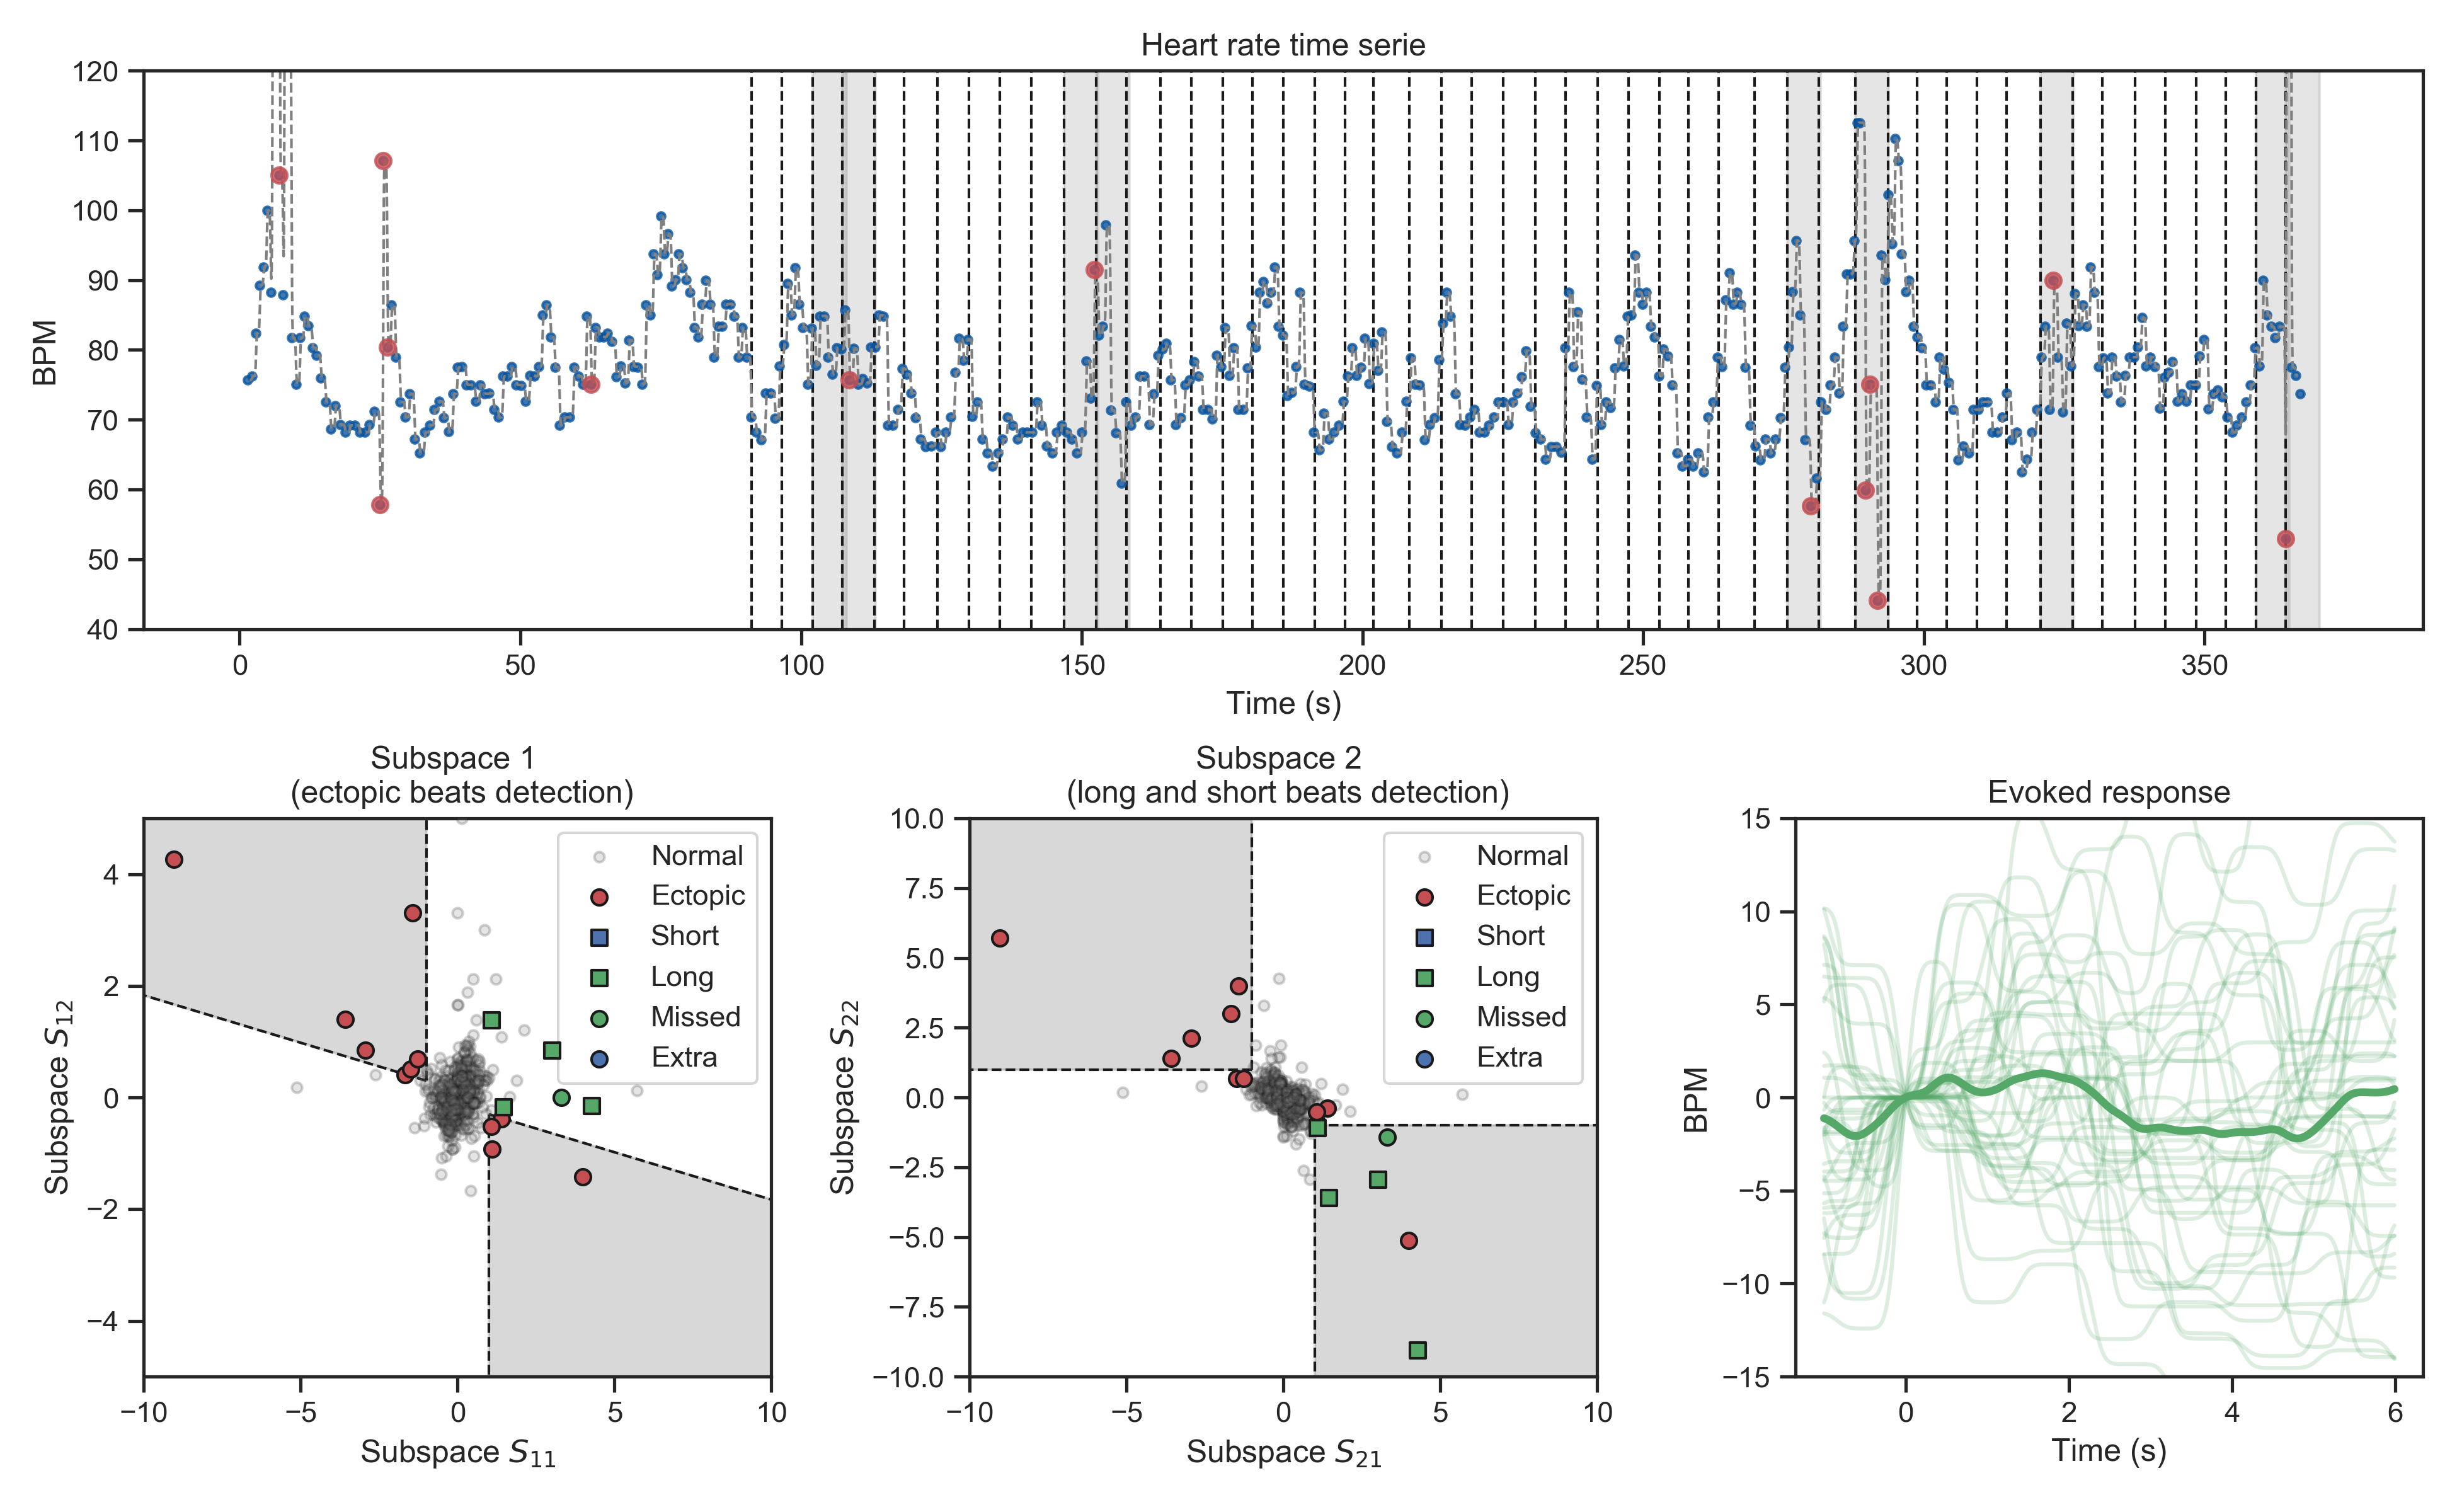 Heart rate time serie
120
110
100
90
80
70
60
50
40
BPM
0
50
100
150
200
250
300
350
Time (s)
Subspace 1
(ectopic beats detection)
4
2
0
−2
−4
Subspace S12
−10
−5
0
5
10
Subspace S11
Normal
Ectopic
Short
Long
Missed
Extra
Subspace 2
(long and short beats detection)
10.0
7.5
5.0
2.5
0.0
−2.5
−5.0
−7.5
−10.0
Subspace S22
−10
−5
0
5
10
Subspace S21
Normal
Ectopic
Short
Long
Missed
Extra
Evoked response
15
10
5
0
−5
−10
−15
BPM
0
2
4
6
Time (s)